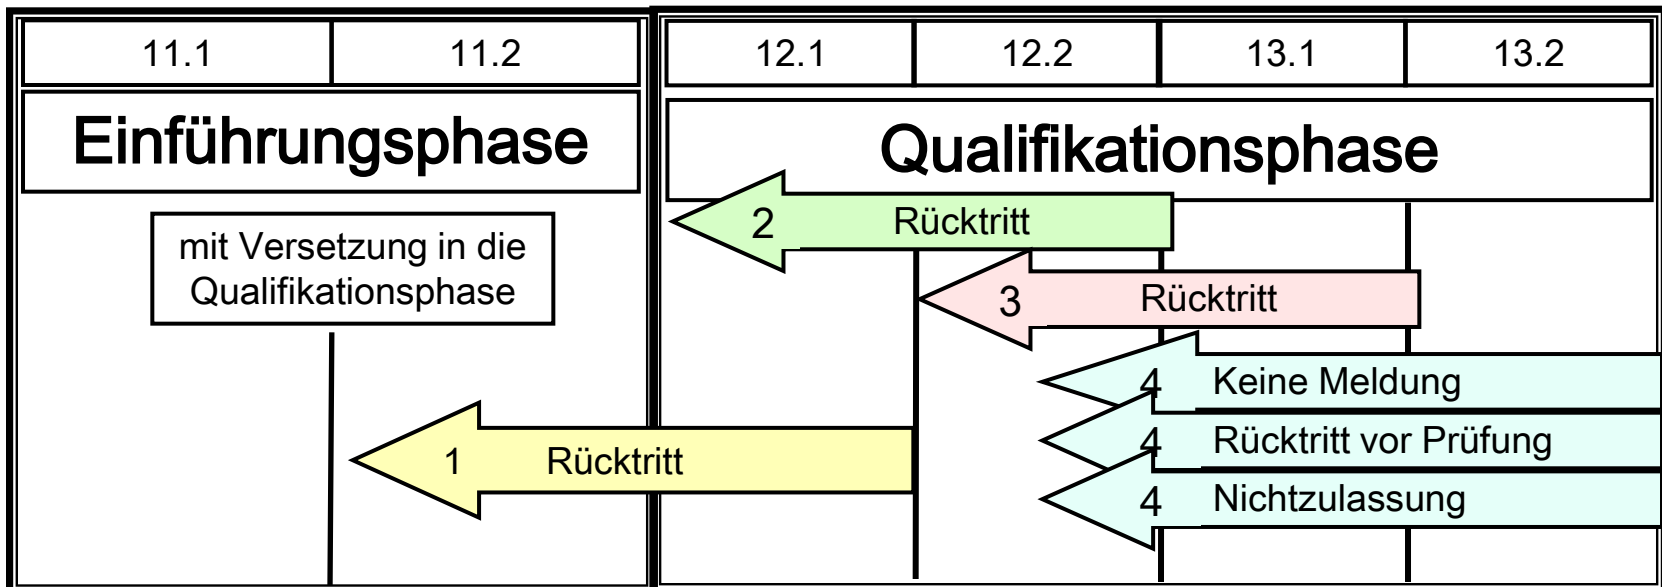 11.1 11.2 12.1 12.2 13.1 13.2
Einführungsphase Qualifikationsphase
2 Rücktritt
mit Versetzung in die
Qualifikationsphase
3 Rücktritt
4 Keine Meldung
4 Rücktritt vor Prüfung
1 Rücktritt
4 Nichtzulassung